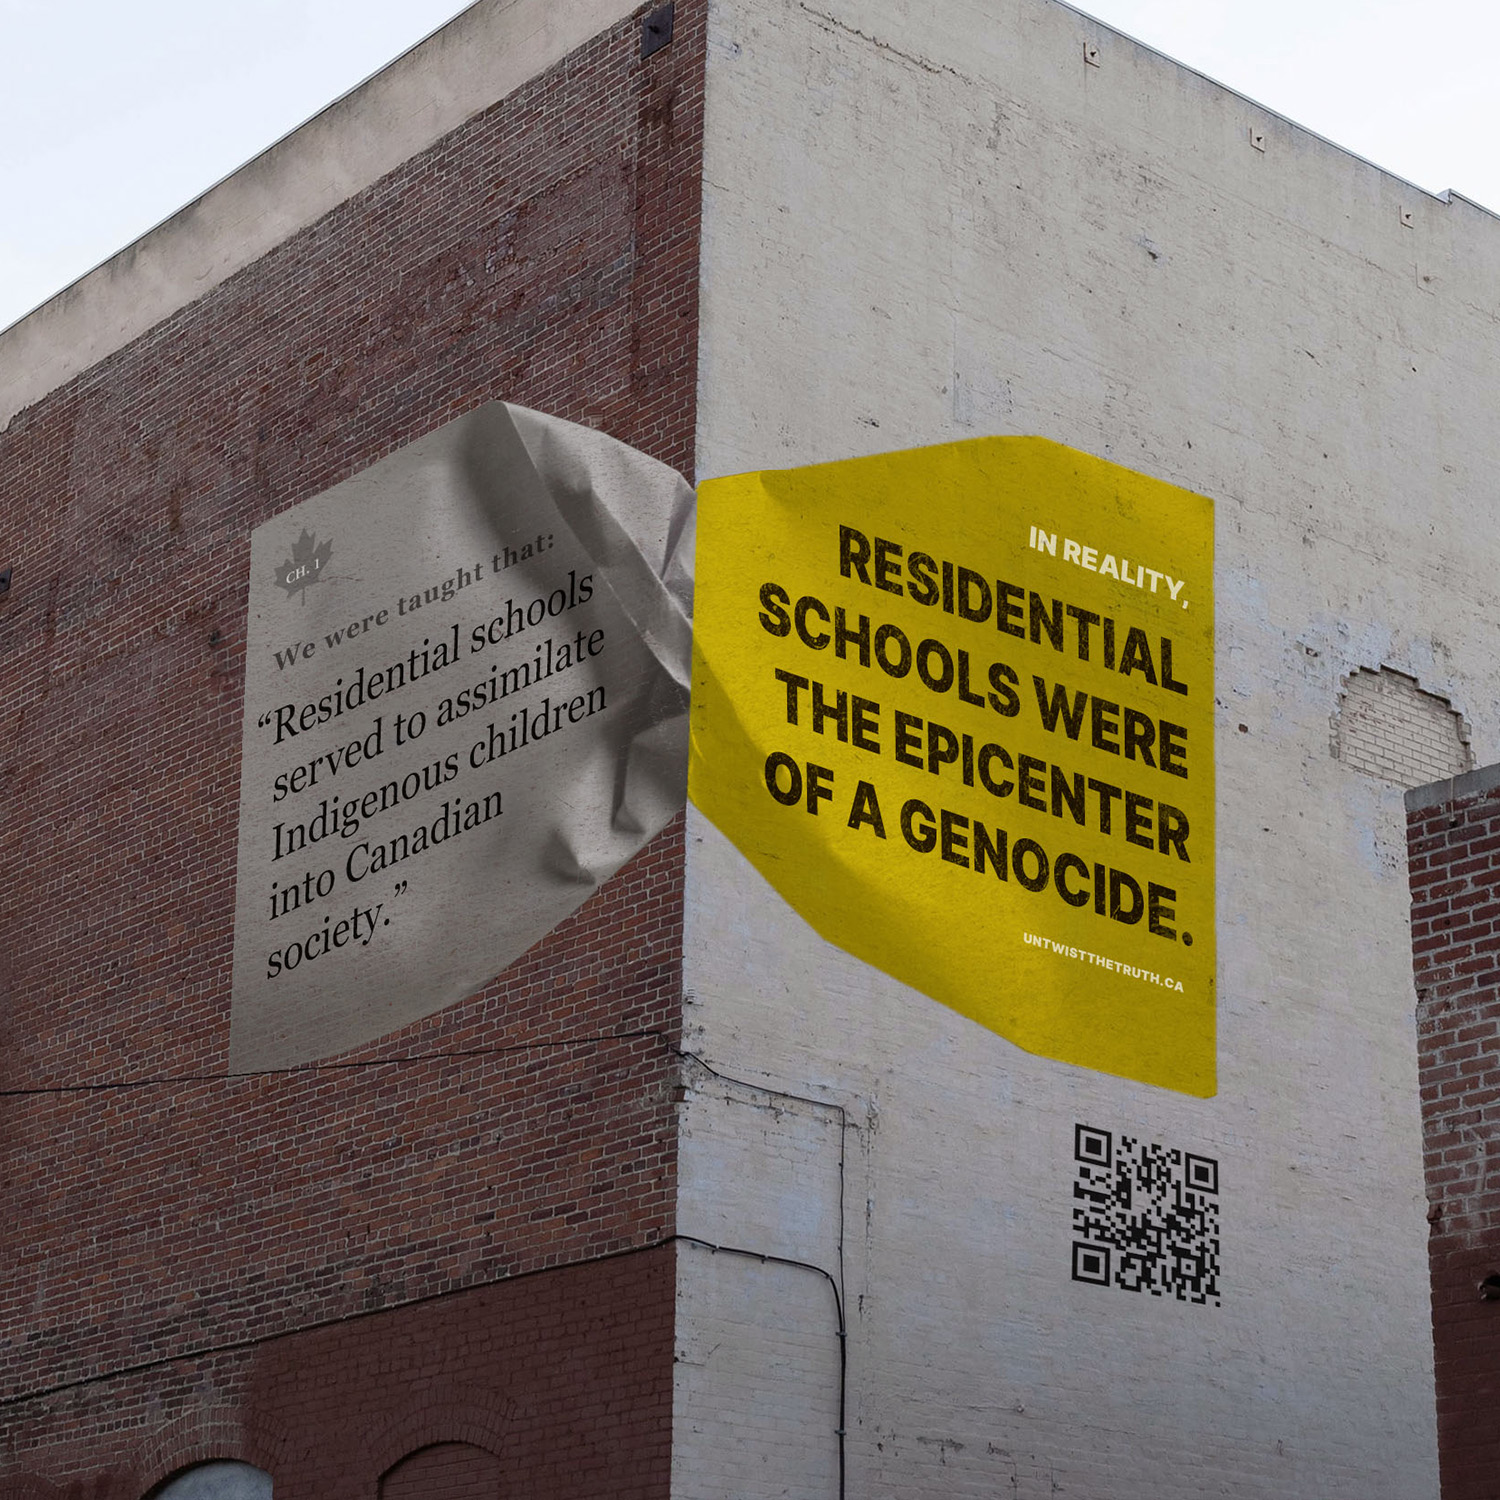 CH. 1
We were taught that:
“Residential schools
served to assimilate
Indigenous children
into Canadian
society.”
IN REALITY,
RESIDENTIAL
SCHOOLS WERE
THE EPICENTER
OF A GENOCIDE.
UNTWISTTHETRUTH.CA